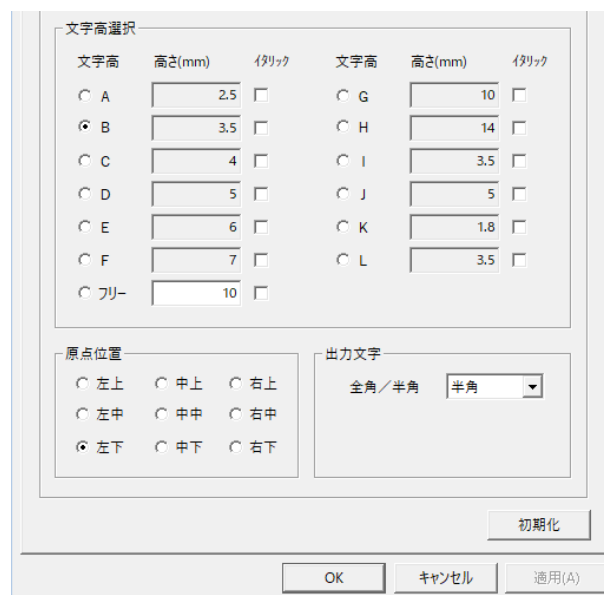 文字高選択
文字高 高さ(mm) イタリック 文字高 高さ(mm) イタリック
A 2.5 G 10
B 3.5 H 14
C 4 I 3.5
D 5 J 5
E 6 K 1.8
F 7 L 3.5
フリー 10
原点位置 出力文字
左上 中上 右上 全角／半角 半角
左中 中中 右中
左下 中下 右下
初期化
OK キャンセル 適用(A)